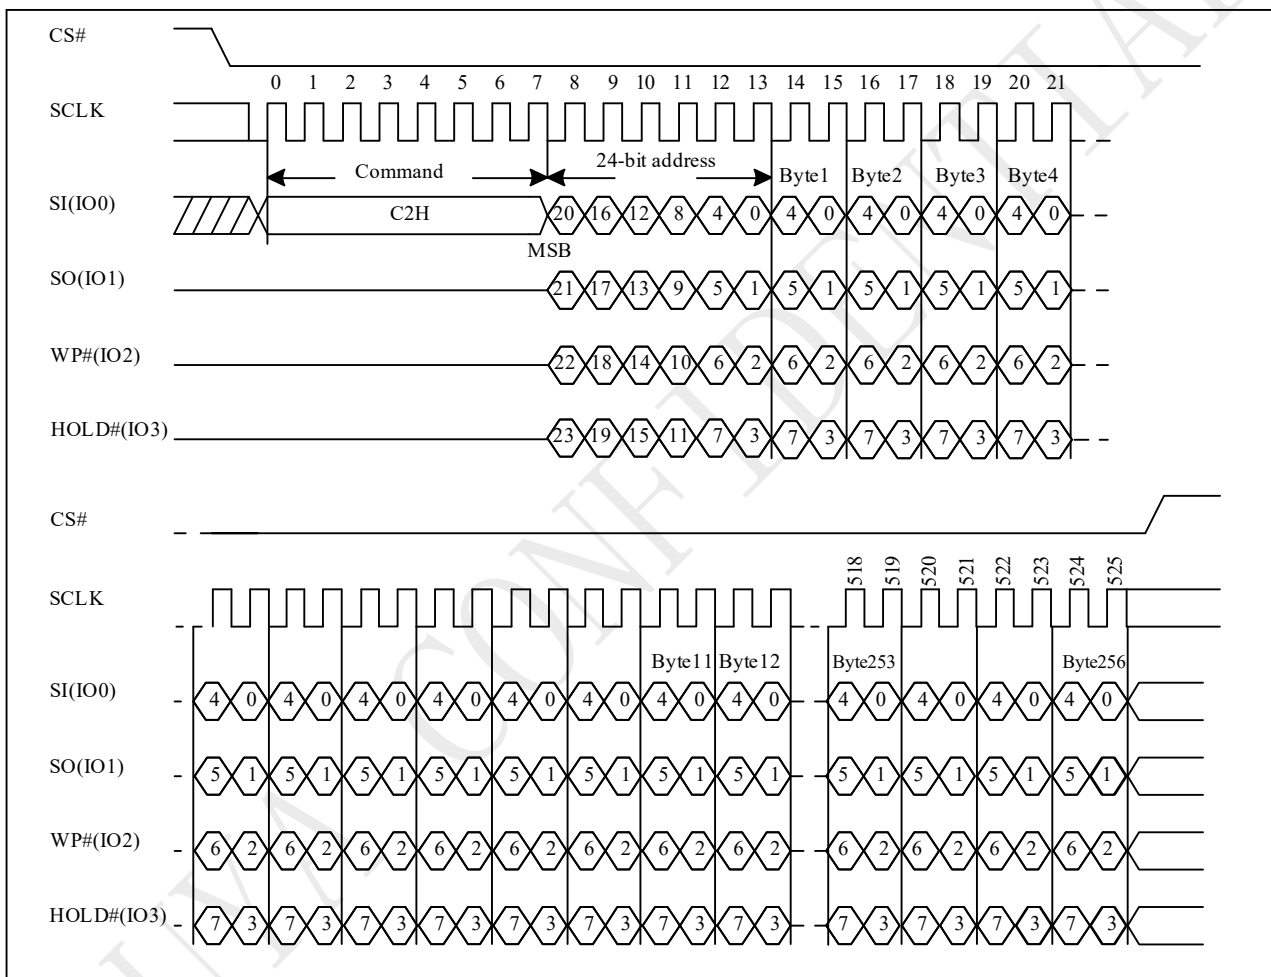 CS#
0 1 2 3 4 5 6 7 8 9 10 11 12 13 14 15 16 17 18 19 20 21
SCLK
Command 24-bit address Byte1 Byte2 Byte3 Byte4
SI(IO0) C2H 20 16 12 8 4 0 4 0 4 0 4 0 4 0
MSB
SO(IO1) 21 17 13 9 5 1 5 1 5 1 5 1 5 1
WP#(IO2) 22 18 14 10 6 2 6 2 6 2 6 2 6 2
HOLD#(IO3) 23 19 15 11 7 3 7 3 7 3 7 3 7 3
CS#
518 519 520 521 522 523 524 525
SCLK
Byte11 Byte12 Byte253 Byte256
SI(IO0) 4 0 4 0 4 0 4 0 4 0 4 0 4 0 4 0 4 0 4 0 4 0 4 0
SO(IO1) 5 1 5 1 5 1 5 1 5 1 5 1 5 1 5 1 5 1 5 1 5 1 5 1
WP#(IO2) 6 2 6 2 6 2 6 2 6 2 6 2 6 2 6 2 6 2 6 2 6 2 6 2
HOLD#(IO3) 7 3 7 3 7 3 7 3 7 3 7 3 7 3 7 3 7 3 7 3 7 3 7 3